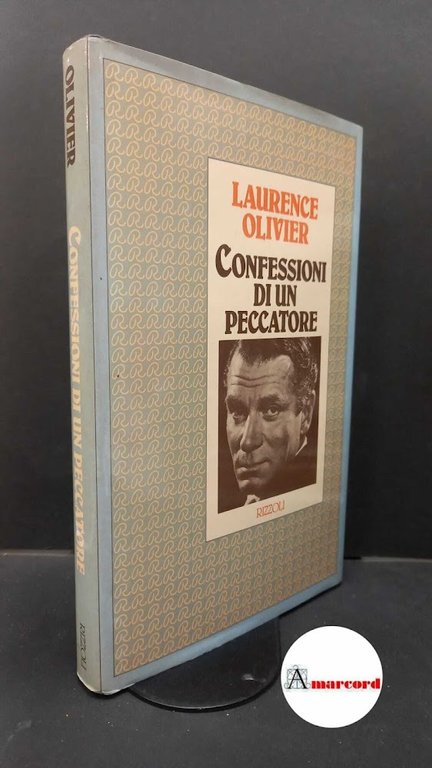 OLIVIER
CONFESSIONI DI UN PECCATORE
RIZZOLI
LAURENCE
OLIVIER
CONFESSIONI
DI UN
PECCATORE
RIZZOLI
Amarcord